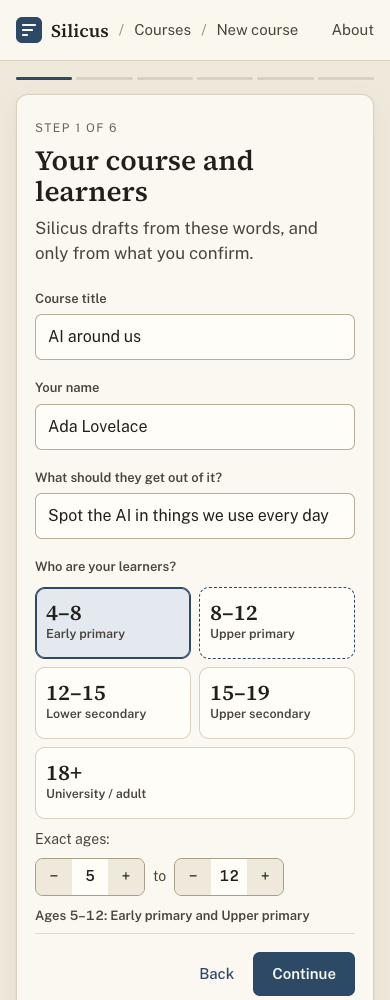 Silicus / Courses / New course About
STEP 1 OF 6
Your course and
learners
Silicus drafts from these words, and
only from what you confirm.
Course title
AI around us
Your name
Ada Lovelace
What should they get out of it?
Spot the AI in things we use every day
Who are your learners?
4–8
Early primary
8–12
Upper primary
12–15
Lower secondary
15–19
Upper secondary
18+
University / adult
Exact ages:
− 5 + to − 12 +
Ages 5–12: Early primary and Upper primary
Back Continue